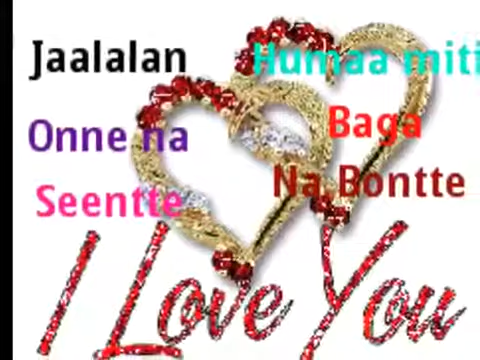 Jaalalan
Onne na
Seentte
Humaa miti
Baga
Na Bontte
I Love You